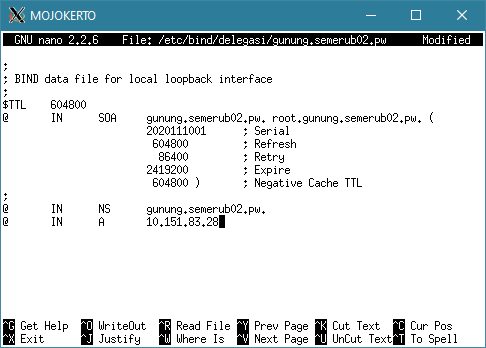 MOJOKERTO
GNU nano 2.2.6 File: /etc/bind/delegasi/gunung.semerub02.pw Modified
;
; BIND data file for local loopback interface
;
$TTL 604800
@ IN SOA gunung.semerub02.pw. root.gunung.semerub02.pw. (
2020111001 ; Serial
604800 ; Refresh
86400 ; Retry
2419200 ; Expire
604800 ) ; Negative Cache TTL
;
@ IN NS gunung.semerub02.pw.
@ IN A 10.151.83.28
^G Get Help ^O WriteOut ^R Read File ^Y Prev Page ^K Cut Text ^C Cur Pos
^X Exit ^J Justify ^W Where Is ^V Next Page ^U UnCut Text ^T To Spell